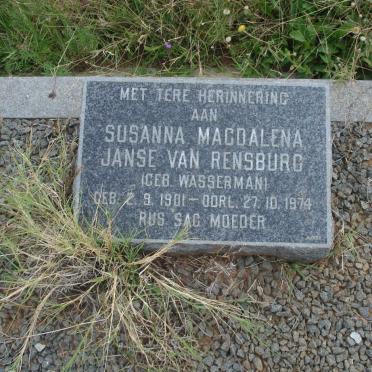 MET TERE HERINNERING
AAN
SUSANNA MAGDALENA
JANSE VAN RENSBURG
(GEB. WASSERMAN)
GEB. 2. 9. 1901 - OORL. 27. 10. 1974
RUS SAG MOEDER